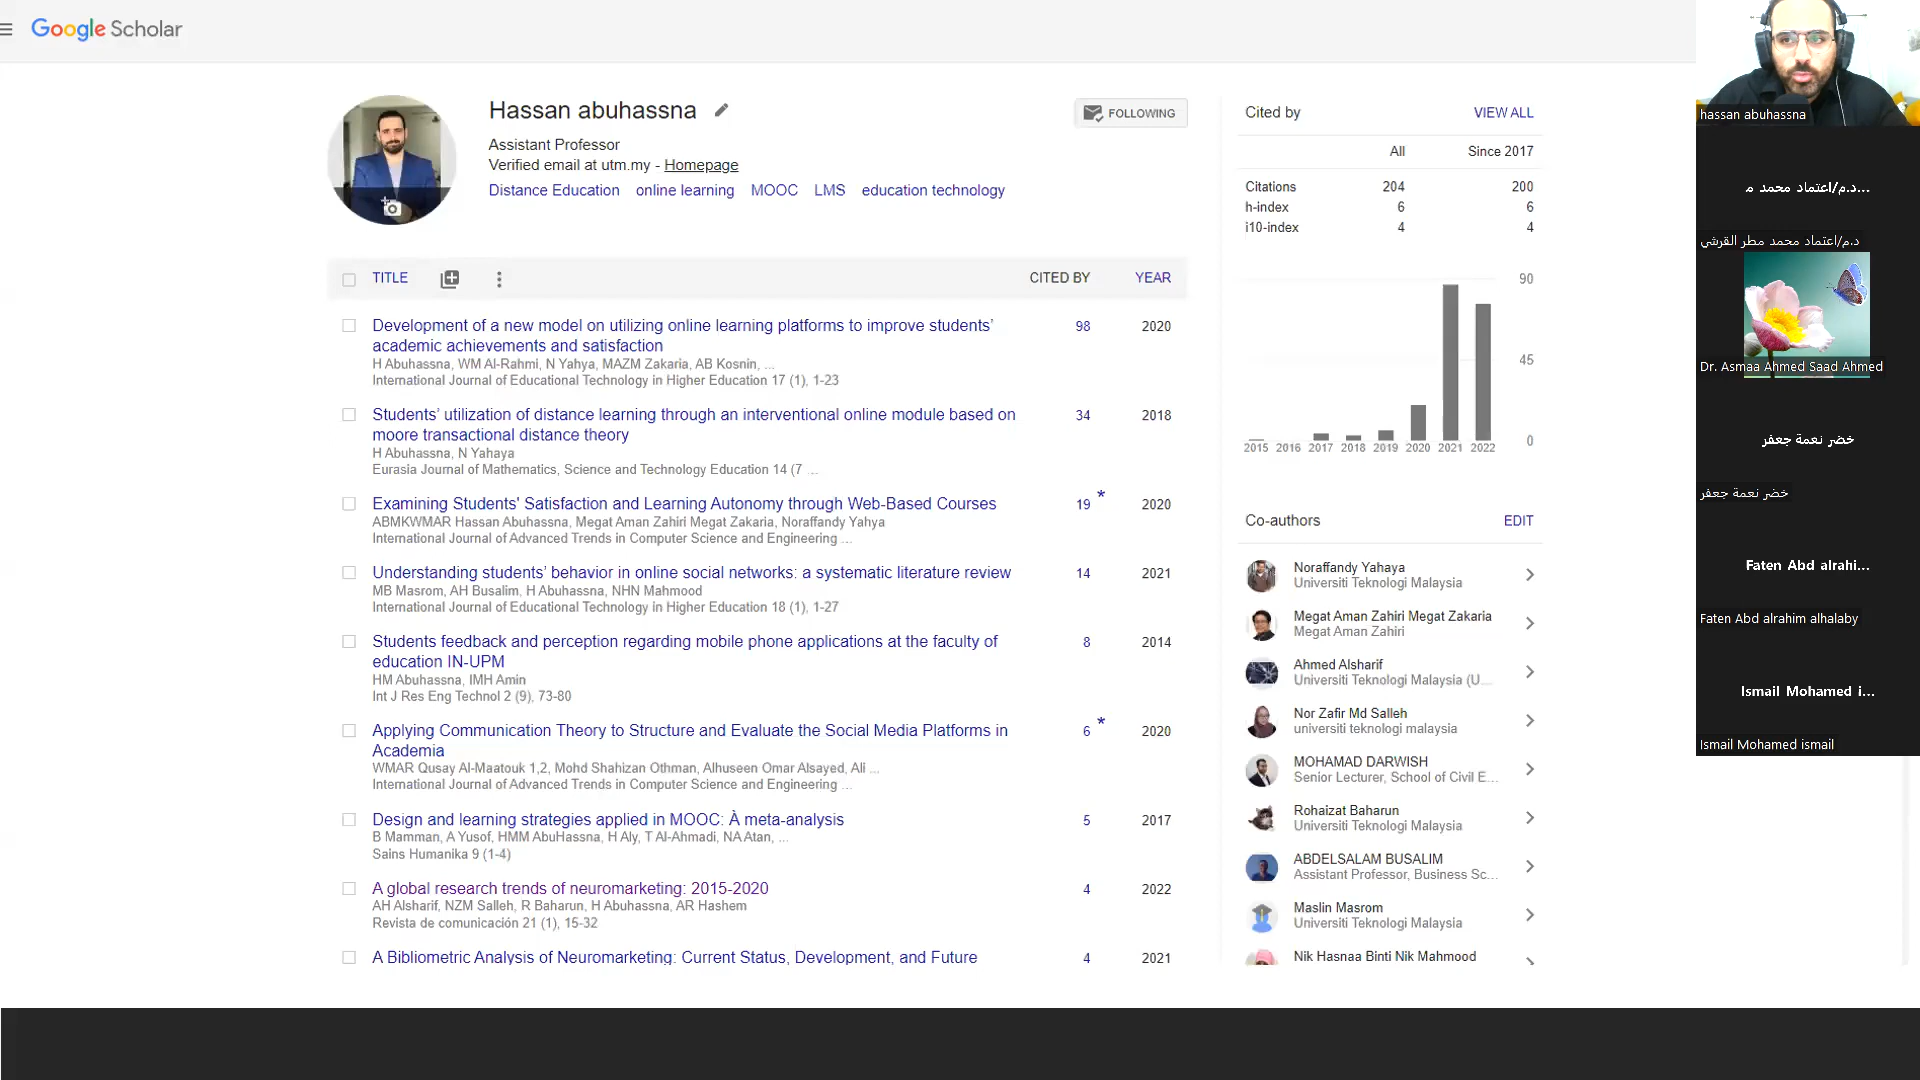 Google Scholar
Hassan abuhassna
FOLLOWING
Assistant Professor
Verified email at utm.my - Homepage
Distance Education online learning MOOC LMS education technology
TITLE CITED BY YEAR
Development of a new model on utilizing online learning platforms to improve students' 98 2020
academic achievements and satisfaction
H Abuhassna, WM Al-Rahmi, N Yahya, MAZM Zakaria, AB Kosnin, ...
International Journal of Educational Technology in Higher Education 17 (1), 1-23
Students' utilization of distance learning through an interventional online module based on 34 2018
moore transactional distance theory
H Abuhassna, N Yahaya
Eurasia Journal of Mathematics, Science and Technology Education 14 (7 ...
Examining Students' Satisfaction and Learning Autonomy through Web-Based Courses 19 * 2020
ABMKWMAR Hassan Abuhassna, Megat Aman Zahiri Megat Zakaria, Noraffandy Yahya
International Journal of Advanced Trends in Computer Science and Engineering ...
Understanding students' behavior in online social networks: a systematic literature review 14 2021
MB Masrom, AH Busalim, H Abuhassna, NHN Mahmood
International Journal of Educational Technology in Higher Education 18 (1), 1-27
Students feedback and perception regarding mobile phone applications at the faculty of 8 2014
education IN-UPM
HM Abuhassna, IMH Amin
Int J Res Eng Technol 2 (9), 73-80
Applying Communication Theory to Structure and Evaluate the Social Media Platforms in 6 * 2020
Academia
WMAR Qusay Al-Maatouk 1,2, Mohd Shahizan Othman, Alhuseen Omar Alsayed, Ali ...
International Journal of Advanced Trends in Computer Science and Engineering ...
Design and learning strategies applied in MOOC: À meta-analysis 5 2017
B Mamman, A Yusof, HMM AbuHassna, H Aly, T Al-Ahmadi, NA Atan, ...
Sains Humanika 9 (1-4)
A global research trends of neuromarketing: 2015-2020 4 2022
AH Alsharif, NZM Salleh, R Baharun, H Abuhassna, AR Hashem
Revista de comunicación 21 (1), 15-32
A Bibliometric Analysis of Neuromarketing: Current Status, Development, and Future 4 2021
Cited by VIEW ALL
All Since 2017
Citations 204 200
h-index 6 6
i10-index 4 4
90
45
0
2015 2016 2017 2018 2019 2020 2021 2022
Co-authors EDIT
Noraffandy Yahaya
Universiti Teknologi Malaysia
Megat Aman Zahiri Megat Zakaria
Megat Aman Zahiri
Ahmed Alsharif
Universiti Teknologi Malaysia (U...
Nor Zafir Md Salleh
universiti teknologi malaysia
MOHAMAD DARWISH
Senior Lecturer, School of Civil E...
Rohaizat Baharun
Universiti Teknologi Malaysia
ABDELSALAM BUSALIM
Assistant Professor, Business Sc...
Maslin Masrom
Universiti Teknologi Malaysia
Nik Hasnaa Binti Nik Mahmood
hassan abuhassna
د.م/اعتماد محمد م...
د.م/اعتماد محمد مطر القرشي
Dr. Asmaa Ahmed Saad Ahmed
خضر نعمة جعفر
خضر نعمة جعفر
Faten Abd alrahi...
Faten Abd alrahim alhalaby
Ismail Mohamed i...
Ismail Mohamed ismail